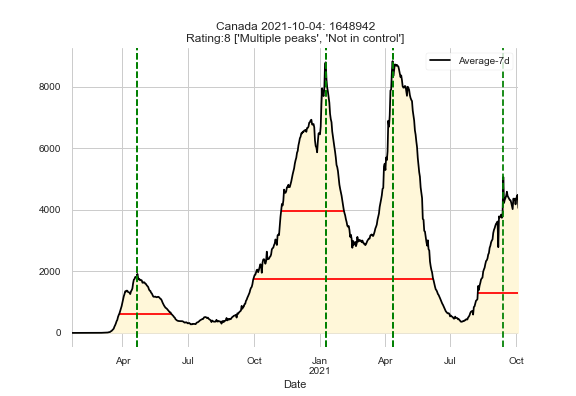 Canada 2021-10-04: 1648942
Rating:8 ['Multiple peaks', 'Not in control']
Average-7d
8000
6000
4000
2000
0
Apr
Jul
Oct
Jan
2021
Apr
Jul
Oct
Date